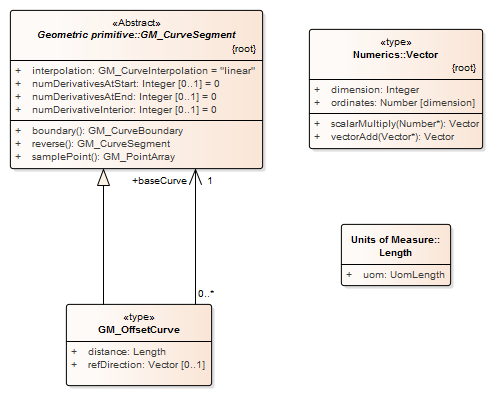 «Abstract»
Geometric primitive::GM_CurveSegment
{root}
+ interpolation: GM_CurveInterpolation = "linear"
+ numDerivativesAtStart: Integer [0..1] = 0
+ numDerivativesAtEnd: Integer [0..1] = 0
+ numDerivativeInterior: Integer [0..1] = 0
+ boundary(): GM_CurveBoundary
+ reverse(): GM_CurveSegment
+ samplePoint(): GM_PointArray
+baseCurve 1
0..*
«type»
GM_OffsetCurve
+ distance: Length
+ refDirection: Vector [0..1]
«type»
Numerics::Vector
{root}
+ dimension: Integer
+ ordinates: Number [dimension]
+ scalarMultiply(Number*): Vector
+ vectorAdd(Vector*): Vector
Units of Measure::
Length
+ uom: UomLength